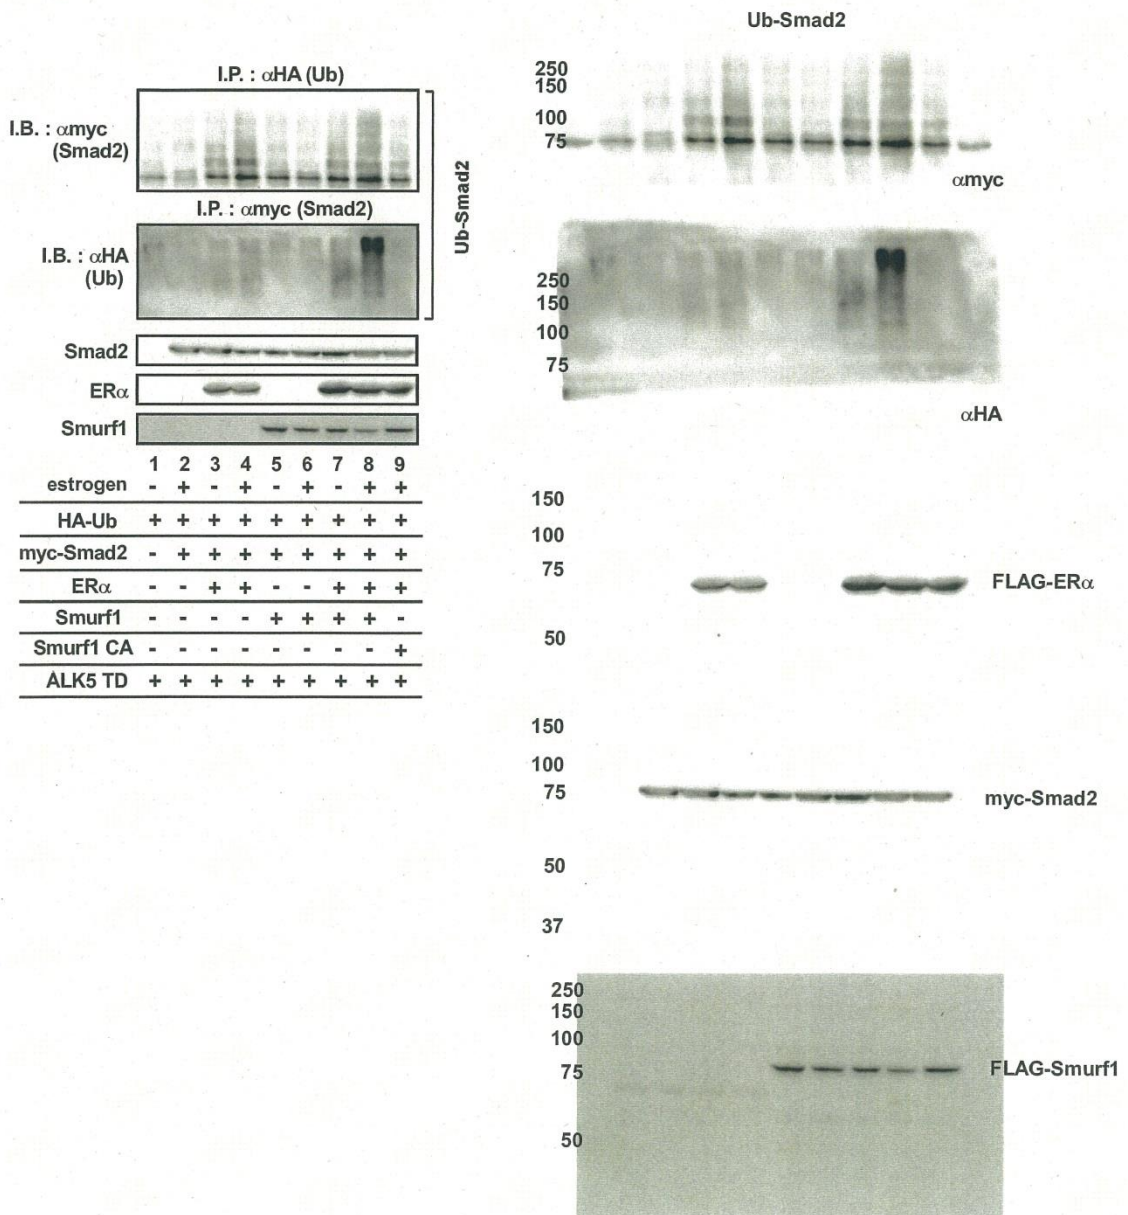 I.P. : αHA (Ub)
I.B. : αmyc
(Smad2)
I.P. : αmyc (Smad2)
I.B. : αHA
(Ub)
Ub-Smad2
Smad2
ERα
Smurf1
1 2 3 4 5 6 7 8 9
estrogen - + - + - + - + +
HA-Ub + + + + + + + + +
myc-Smad2 - + + + + + + + +
ERα - - + + - - + + +
Smurf1 - - - - + + + + -
Smurf1 CA - - - - - - - - +
ALK5 TD + + + + + + + + +
Ub-Smad2
250
150
100
75
αmyc
250
150
100
75
αHA
150
100
75
FLAG-ERα
50
150
100
75
myc-Smad2
50
37
250
150
100
75
FLAG-Smurf1
50